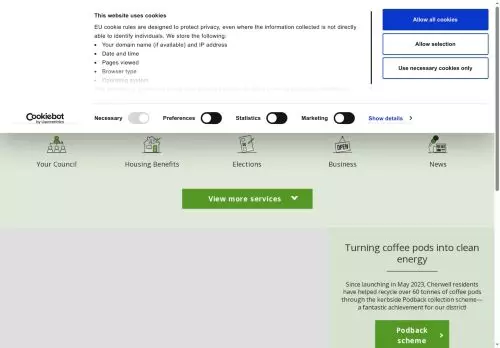 This website uses cookies
EU cookie rules are designed to protect privacy, even where the information collected is not directly
able to identify individuals. We store the following:
• Your domain name (if available) and IP address
• Date and time
• Pages viewed
• Browser type
• Operating system
Allow all cookies
Allow selection
Use necessary cookies only
Cookiebot
by Usercentrics
Necessary
Preferences
Statistics
Marketing
Show details
Your Council
Housing Benefits
Elections
Business
News
OPEN
View more services
Turning coffee pods into clean
energy
Since launching in May 2023, Cherwell residents
have helped recycle over 60 tonnes of coffee pods
through the kerbside Podback collection scheme—
a fantastic achievement for our district!
Podback
scheme